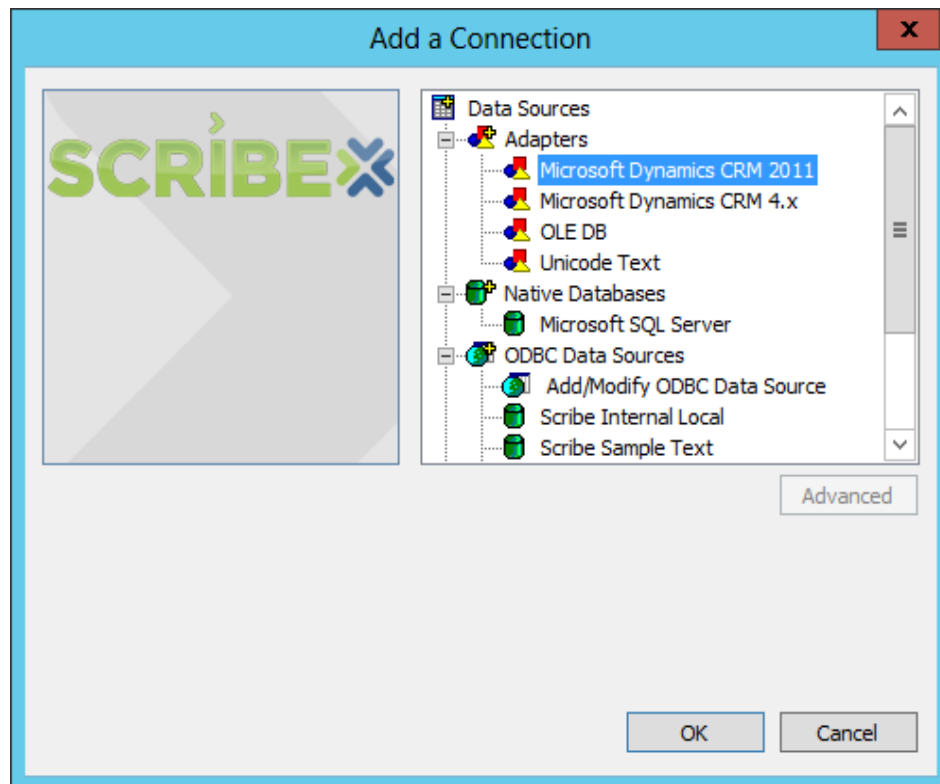 Add a Connection
x
SCRIBE
Data Sources
Adapters
Microsoft Dynamics CRM 2011
Microsoft Dynamics CRM 4.x
OLE DB
Unicode Text
Native Databases
Microsoft SQL Server
ODBC Data Sources
Add/Modify ODBC Data Source
Scribe Internal Local
Scribe Sample Text
Advanced
OK
Cancel